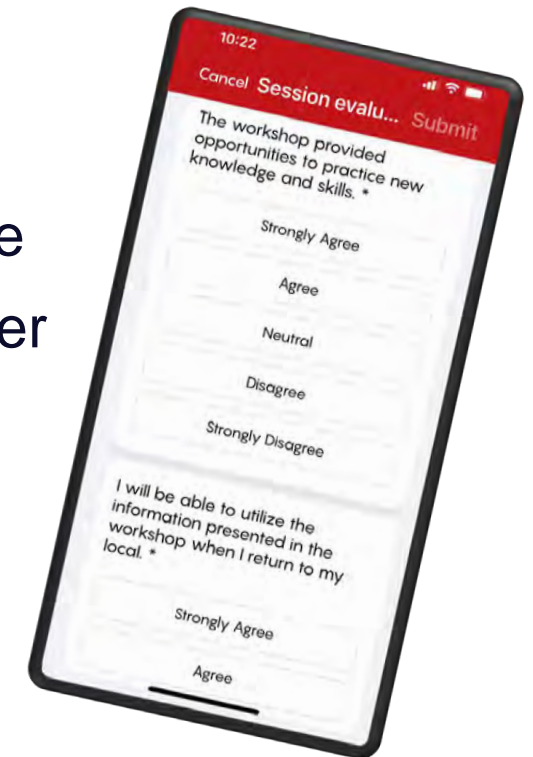 e
er
10:22
Cancel Session evalu... Submit
The workshop provided
opportunities to practice new
knowledge and skills. *
Strongly Agree
Agree
Neutral
Disagree
Strongly Disagree
I will be able to utilize the
information presented in the
workshop when I return to my
local. *
Strongly Agree
Agree